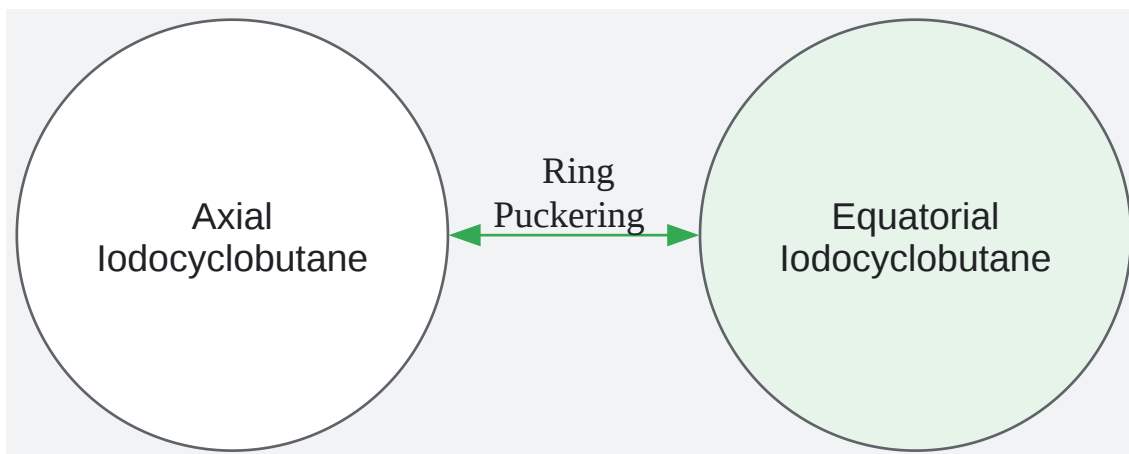 Axial
Iodocyclobutane
Ring
Puckering
Equatorial
Iodocyclobutane